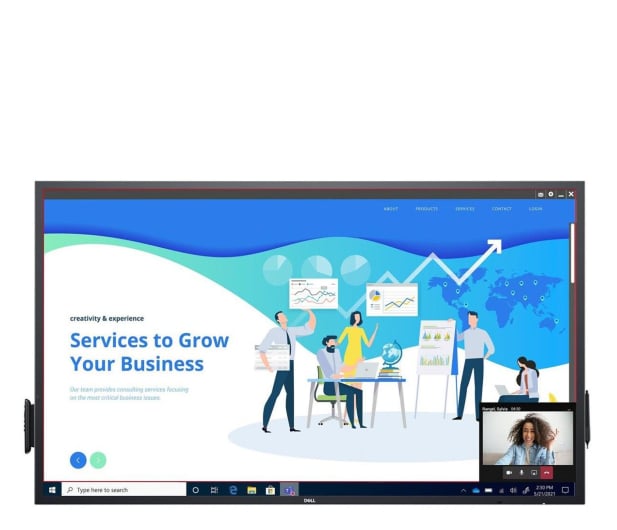 ABOUT PRODUCTS SERVICES CONTACT LOGIN
creativity & experience
Services to Grow
Your Business
Our team provides consulting services focusing
on the most critical business issues.
Rangel, Sylvia 04:00
Type here to search
2:30 PM
5/21/2021
DELL